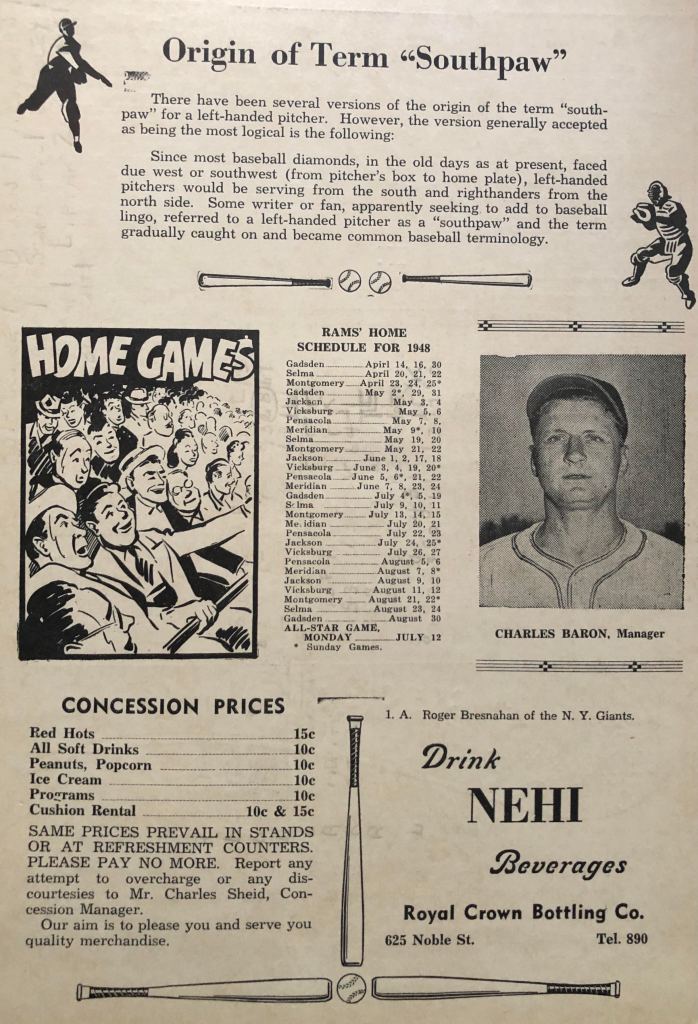 Origin of Term “Southpaw”
There have been several versions of the origin of the term “south-
paw” for a left-handed pitcher. However, the version generally accepted
as being the most logical is the following:
Since most baseball diamonds, in the old days as at present, faced
due west or southwest (from pitcher’s box to home plate), left-handed
pitchers would be serving from the south and righthanders from the
north side. Some writer or fan, apparently seeking to add to baseball
lingo, referred to a left-handed pitcher as a “southpaw” and the term
gradually caught on and became common baseball terminology.
HOME GAMES
RAMS’ HOME
SCHEDULE FOR 1948
Gadsden Apirl 14, 16, 30
Selma April 20, 21, 22
Montgomery April 23, 24, 25*
Gadsden May 2*, 29, 31
Jackson May 3, 4
Vicksburg May 5, 6
Pensacola May 7, 8,
Meridian May 9*, 10
Selma May 19, 20
Montgomery May 21, 22
Jackson June 1, 2, 17, 18
Vicksburg June 3, 4, 19, 20*
Pensacola June 5, 6*, 21, 22
Meridian June 7, 8, 23, 24
Gadsden July 4*, 5, 19
Selma July 9, 10, 11
Montgomery July 13, 14, 15
Meridian July 20, 21
Pensacola July 22, 23
Jackson July 24, 25*
Vicksburg July 26, 27
Pensacola August 5, 6
Meridian August 7, 8*
Jackson August 9, 10
Vicksburg August 11, 12
Montgomery August 21, 22*
Selma August 23, 24
Gadsden August 30
ALL-STAR GAME,
MONDAY JULY 12
* Sunday Games.
CHARLES BARON, Manager
CONCESSION PRICES
Red Hots 15c
All Soft Drinks 10c
Peanuts, Popcorn 10c
Ice Cream 10c
Programs 10c
Cushion Rental 10c & 15c
SAME PRICES PREVAIL IN STANDS
OR AT REFRESHMENT COUNTERS.
PLEASE PAY NO MORE. Report any
attempt to overcharge or any dis-
courtesies to Mr. Charles Sheid, Con-
cession Manager.
Our aim is to please you and serve you
quality merchandise.
1. A. Roger Bresnahan of the N. Y. Giants.
Drink
NEHI
Beverages
Royal Crown Bottling Co.
625 Noble St. Tel. 890